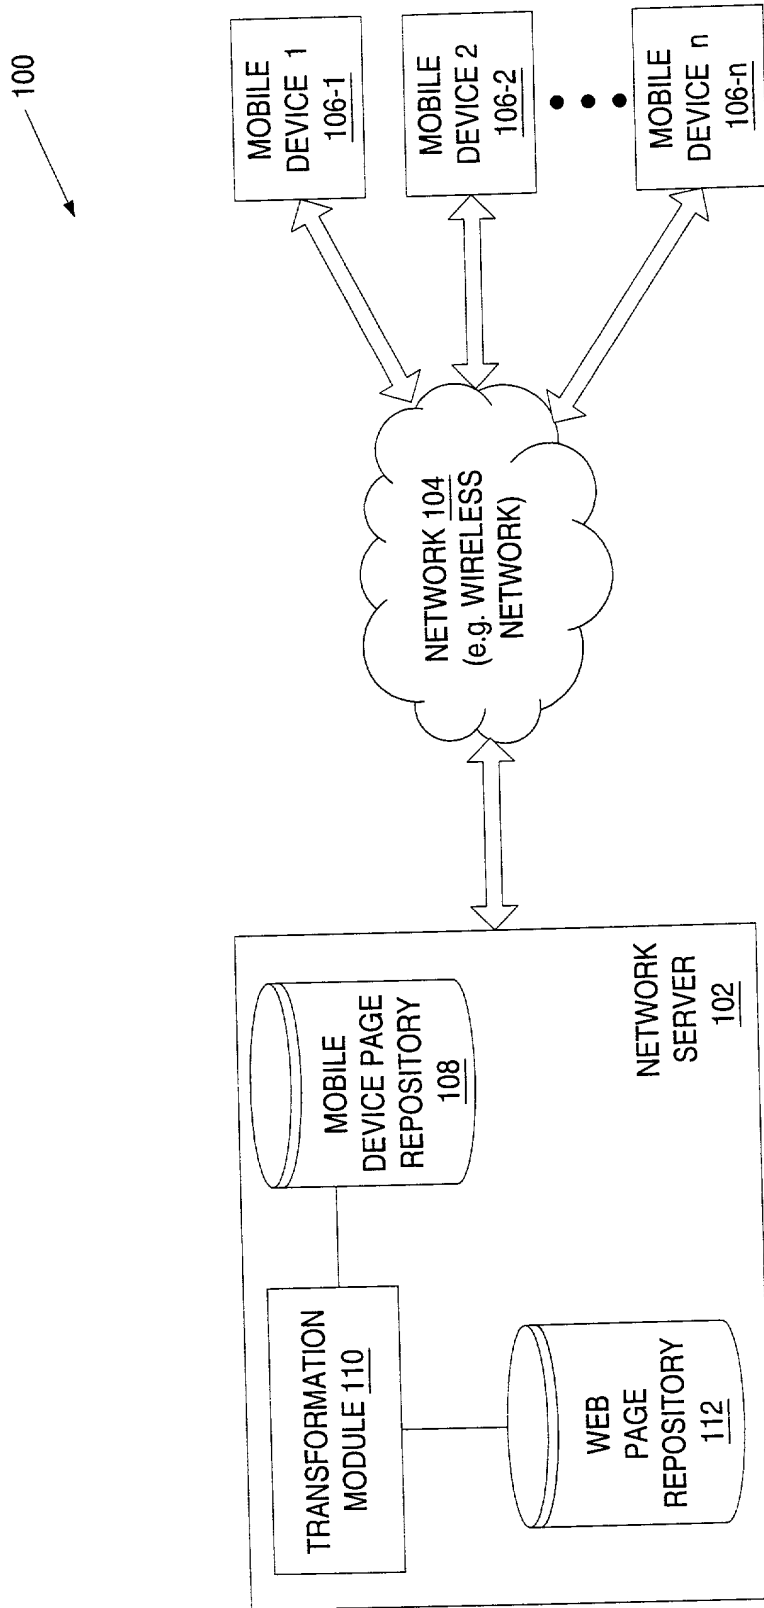 100
MOBILE
DEVICE 1
106-1
MOBILE
DEVICE 2
106-2
MOBILE
DEVICE n
106-n
NETWORK 104
(e.g. WIRELESS
NETWORK)
MOBILE
DEVICE PAGE
REPOSITORY
108
TRANSFORMATION
MODULE 110
WEB
PAGE
REPOSITORY
112
NETWORK
SERVER
102